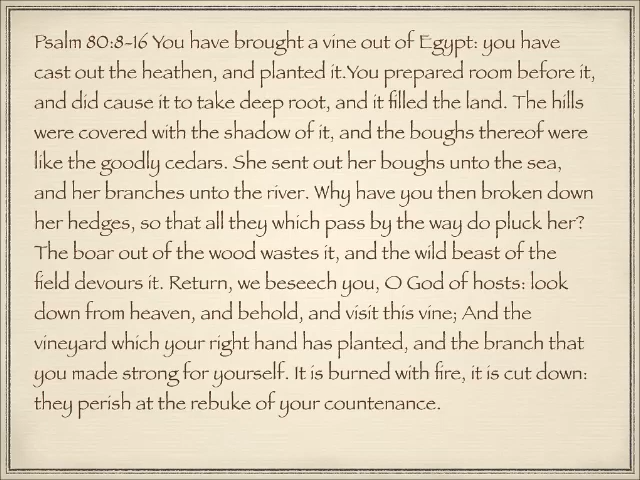 Psalm 80:8-16 You have brought a vine out of Egypt: you have
cast out the heathen, and planted it.You prepared room before it,
and did cause it to take deep root, and it filled the land. The hills
were covered with the shadow of it, and the boughs thereof were
like the goodly cedars. She sent out her boughs unto the sea,
and her branches unto the river. Why have you then broken down
her hedges, so that all they which pass by the way do pluck her?
The boar out of the wood wastes it, and the wild beast of the
field devours it. Return, we beseech you, O God of hosts: look
down from heaven, and behold, and visit this vine; And the
vineyard which your right hand has planted, and the branch that
you made strong for yourself. It is burned with fire, it is cut down:
they perish at the rebuke of your countenance.